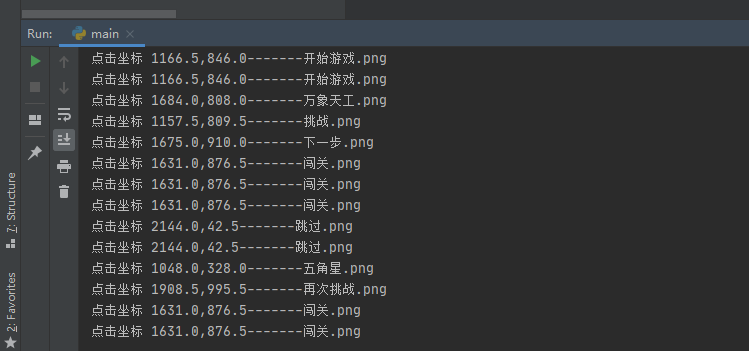 Run: main
点击坐标 1166.5,846.0-------开始游戏.png
点击坐标 1166.5,846.0-------开始游戏.png
点击坐标 1684.0,808.0-------万象天工.png
点击坐标 1157.5,809.5-------挑战.png
点击坐标 1675.0,910.0-------下一步.png
点击坐标 1631.0,876.5-------闯关.png
点击坐标 1631.0,876.5-------闯关.png
点击坐标 1631.0,876.5-------闯关.png
点击坐标 2144.0,42.5-------跳过.png
点击坐标 2144.0,42.5-------跳过.png
点击坐标 1048.0,328.0-------五角星.png
点击坐标 1908.5,995.5-------再次挑战.png
点击坐标 1631.0,876.5-------闯关.png
点击坐标 1631.0,876.5-------闯关.png
7: Structure
2: Favorites